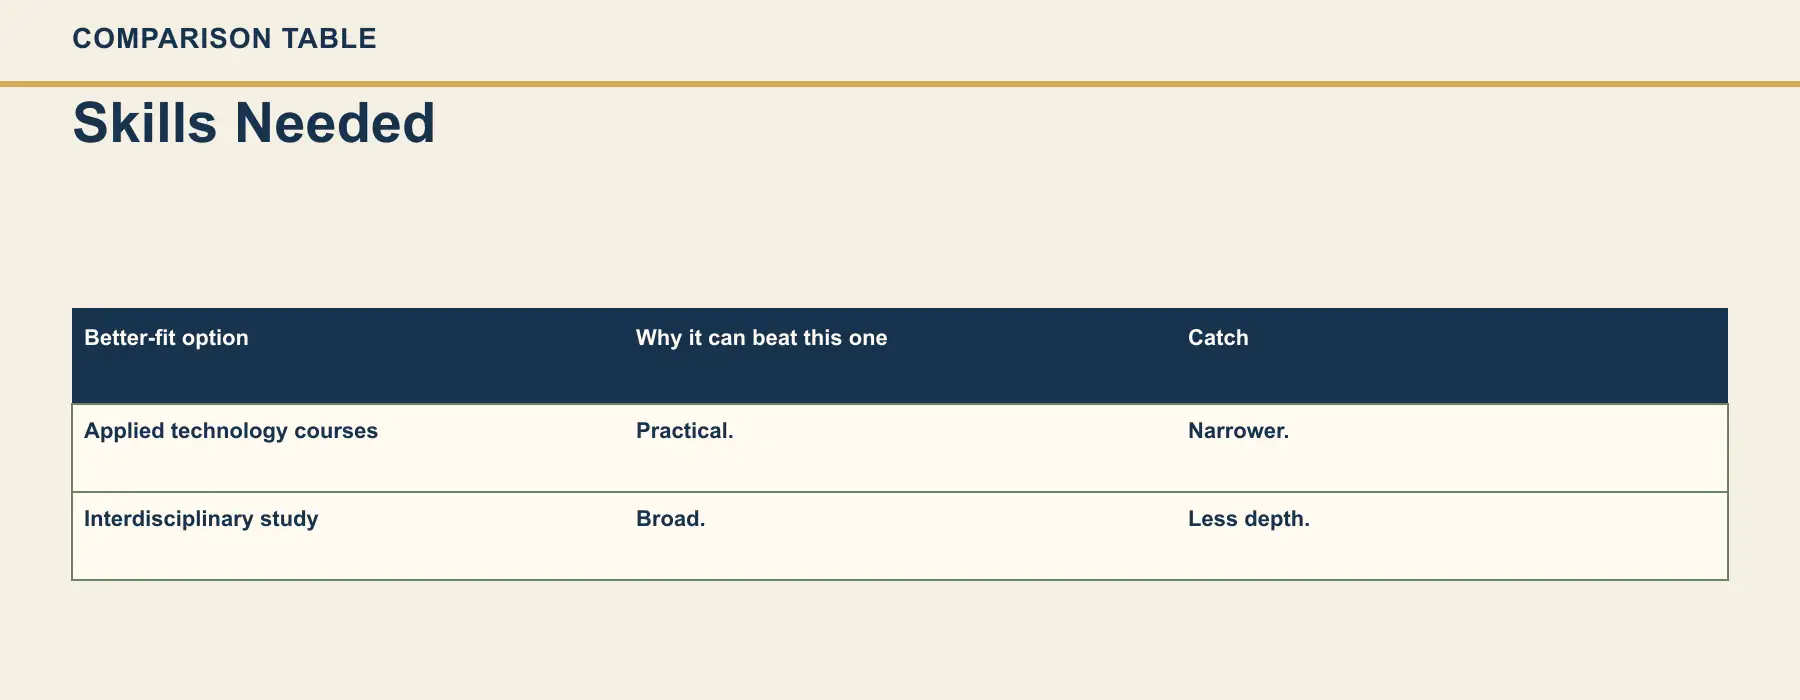 COMPARISON TABLE
Skills Needed
Better-fit option Why it can beat this one Catch
Applied technology courses Practical. Narrower.
Interdisciplinary study Broad. Less depth.